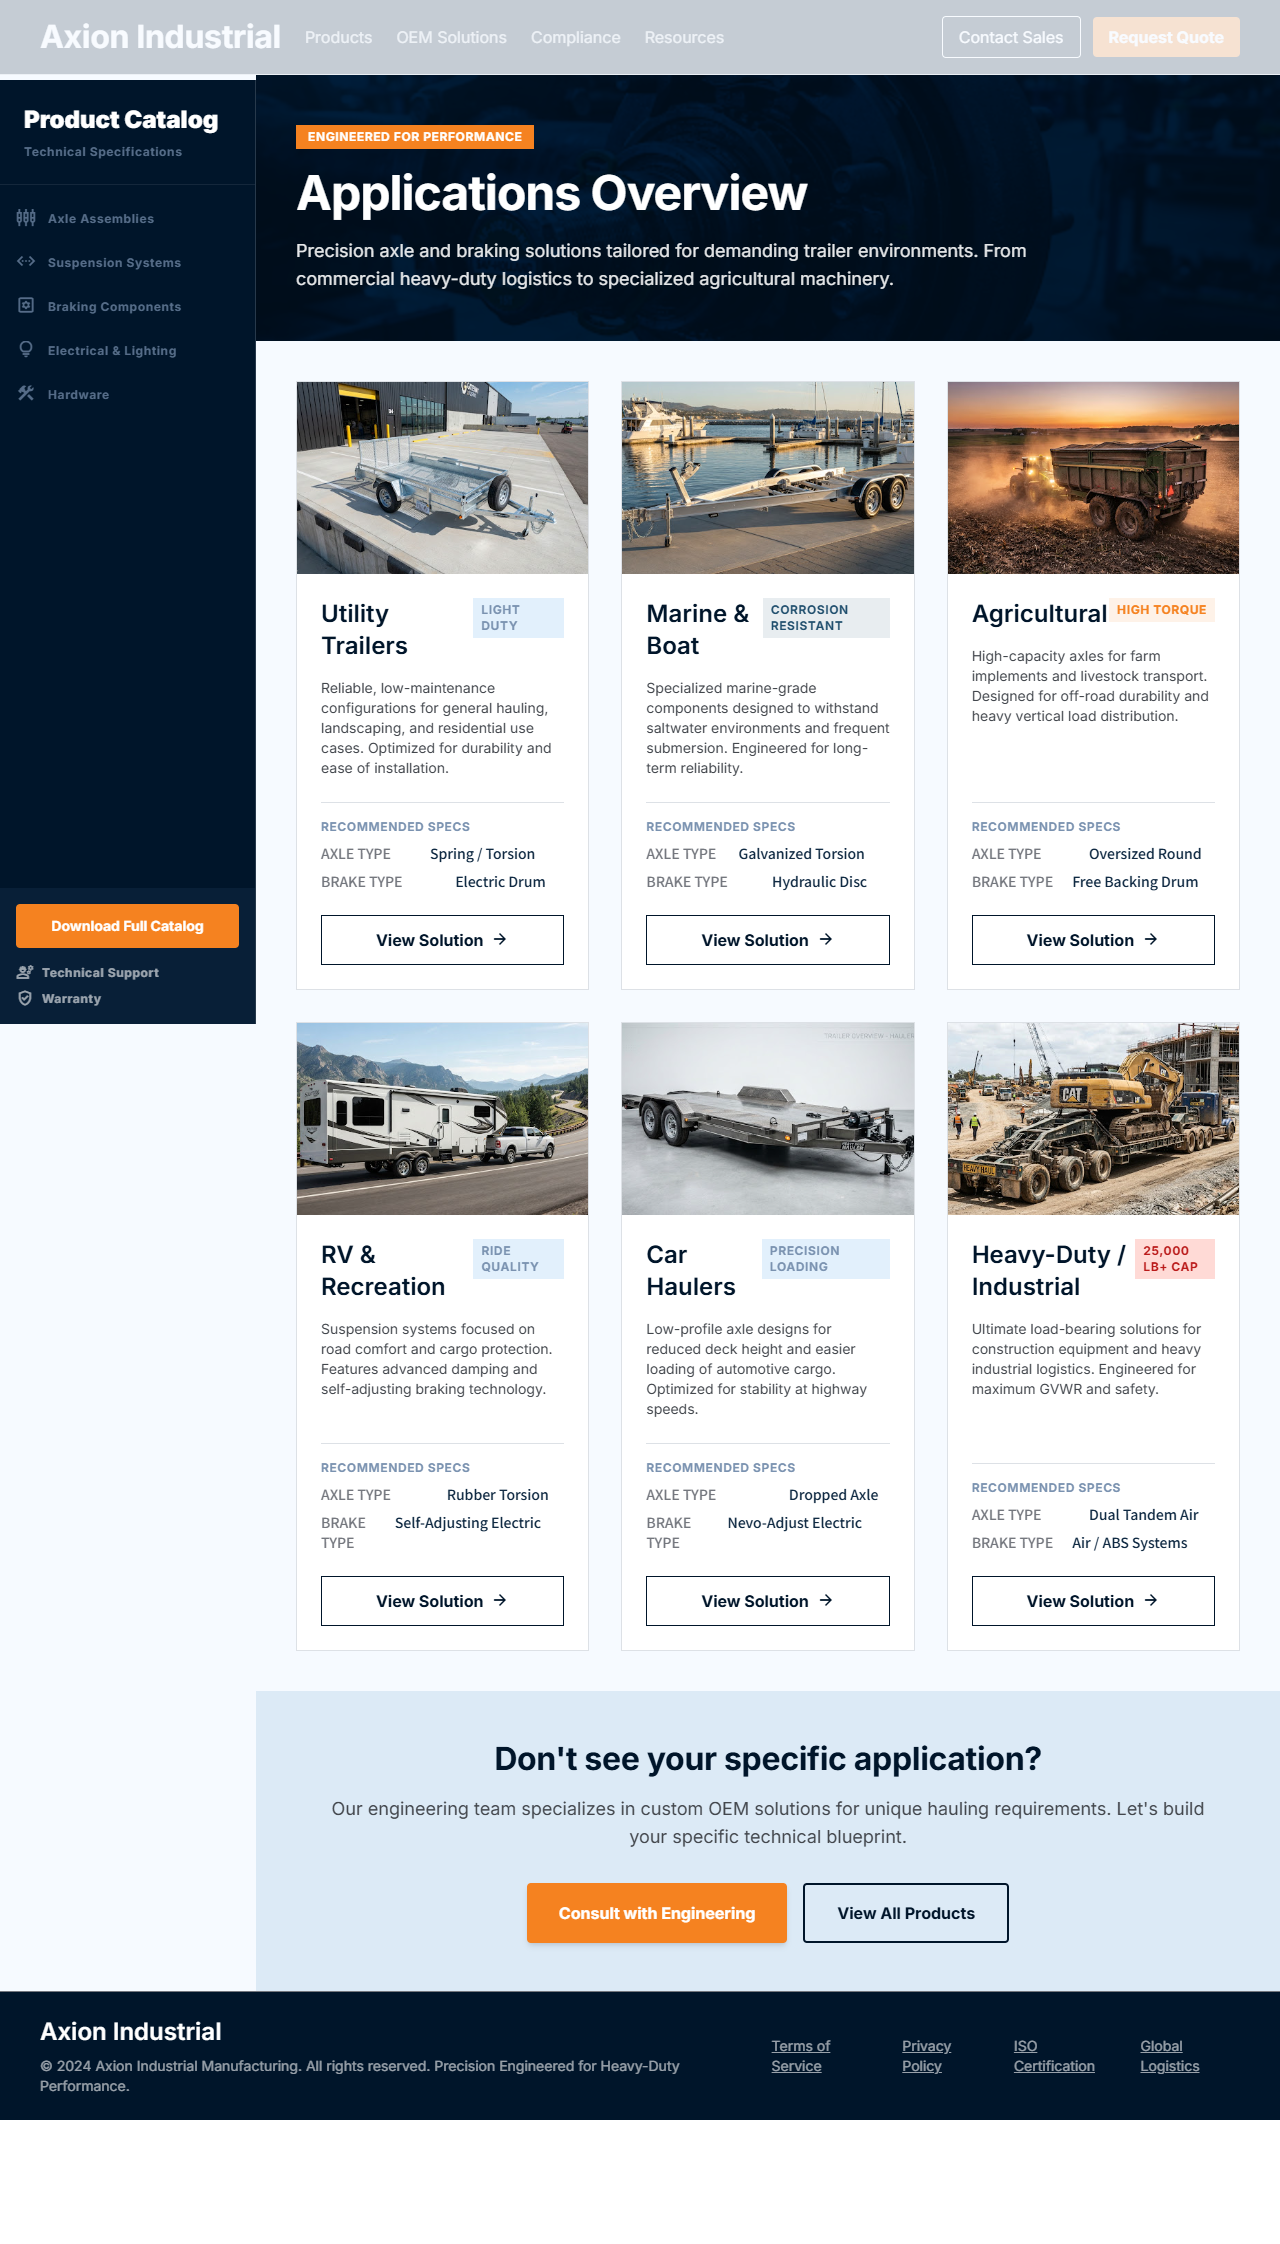 Axion Industrial
Products
OEM Solutions
Compliance
Resources
Contact Sales
Request Quote
Product Catalog
Technical Specifications
Axle Assemblies
Suspension Systems
Braking Components
Electrical & Lighting
Hardware
Download Full Catalog
Technical Support
Warranty
ENGINEERED FOR PERFORMANCE
Applications Overview
Precision axle and braking solutions tailored for demanding trailer environments. From
commercial heavy-duty logistics to specialized agricultural machinery.
Utility
Trailers
LIGHT
DUTY
Reliable, low-maintenance
configurations for general hauling,
landscaping, and residential use
cases. Optimized for durability and
ease of installation.
RECOMMENDED SPECS
AXLE TYPE Spring / Torsion
BRAKE TYPE Electric Drum
View Solution
Marine &
Boat
CORROSION
RESISTANT
Specialized marine-grade
components designed to withstand
saltwater environments and frequent
submersion. Engineered for long-
term reliability.
RECOMMENDED SPECS
AXLE TYPE Galvanized Torsion
BRAKE TYPE Hydraulic Disc
View Solution
Agricultural
HIGH TORQUE
High-capacity axles for farm
implements and livestock transport.
Designed for off-road durability and
heavy vertical load distribution.
RECOMMENDED SPECS
AXLE TYPE Oversized Round
BRAKE TYPE Free Backing Drum
View Solution
RV &
Recreation
RIDE
QUALITY
Suspension systems focused on
road comfort and cargo protection.
Features advanced damping and
self-adjusting braking technology.
RECOMMENDED SPECS
AXLE TYPE Rubber Torsion
BRAKE Self-Adjusting Electric
TYPE
View Solution
TRAILER OVERVIEW - HAULER
Car
Haulers
PRECISION
LOADING
Low-profile axle designs for
reduced deck height and easier
loading of automotive cargo.
Optimized for stability at highway
speeds.
RECOMMENDED SPECS
AXLE TYPE Dropped Axle
BRAKE Nevo-Adjust Electric
TYPE
View Solution
CAT
HEAVY HAUL
Heavy-Duty /
Industrial
25,000
LB+ CAP
Ultimate load-bearing solutions for
construction equipment and heavy
industrial logistics. Engineered for
maximum GVWR and safety.
RECOMMENDED SPECS
AXLE TYPE Dual Tandem Air
BRAKE TYPE Air / ABS Systems
View Solution
Don't see your specific application?
Our engineering team specializes in custom OEM solutions for unique hauling requirements. Let's build
your specific technical blueprint.
Consult with Engineering
View All Products
Axion Industrial
© 2024 Axion Industrial Manufacturing. All rights reserved. Precision Engineered for Heavy-Duty
Performance.
Terms of
Service
Privacy
Policy
ISO
Certification
Global
Logistics